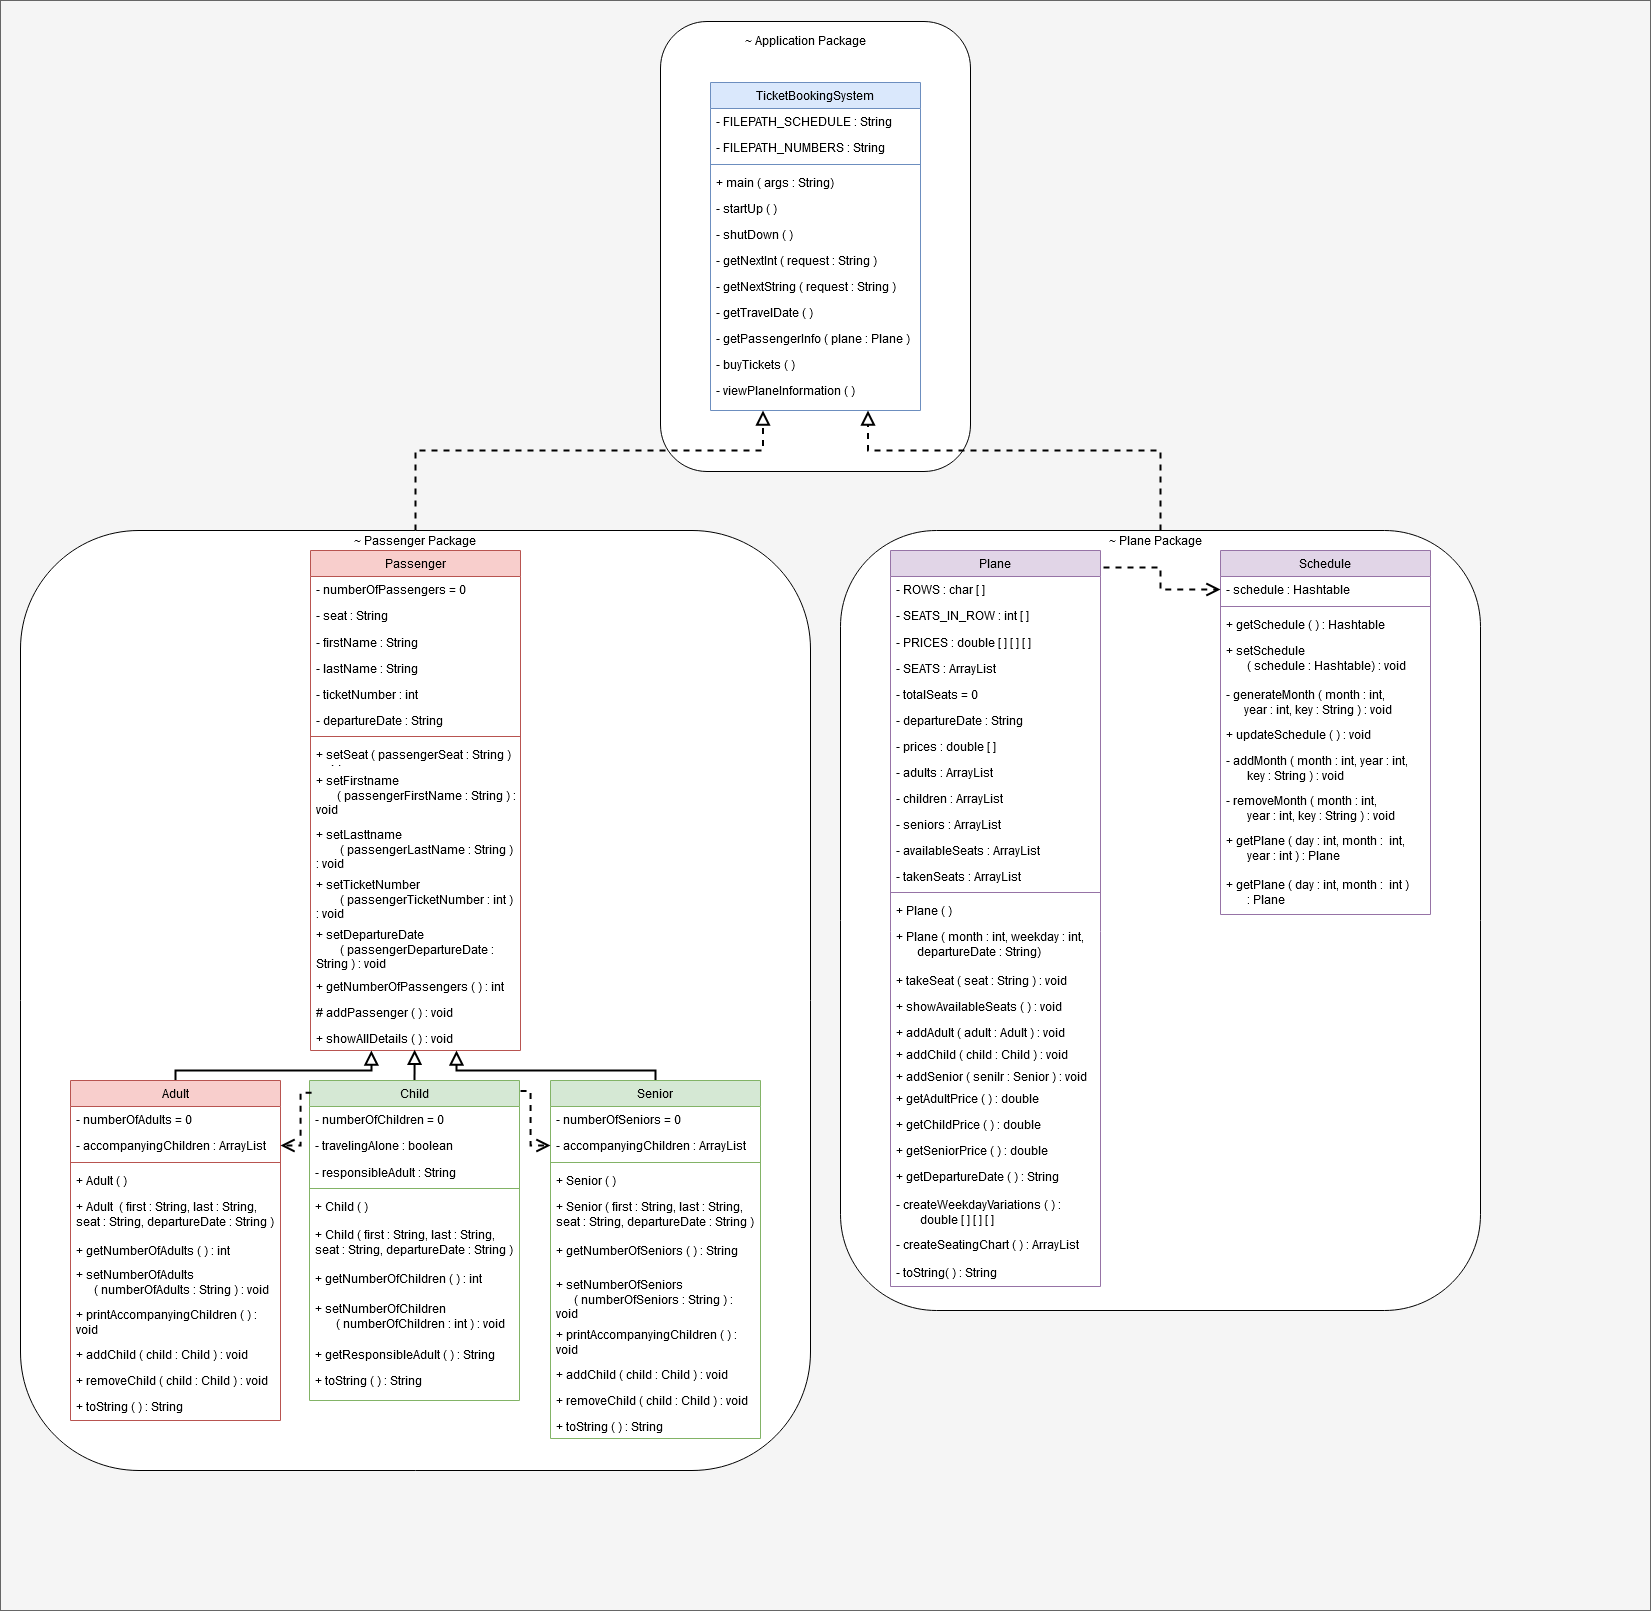 ~ Application Package
TicketBookingSystem
- FILEPATH_SCHEDULE : String
- FILEPATH_NUMBERS : String
+ main ( args : String)
- startUp ( )
- shutDown ( )
- getNextInt ( request : String )
- getNextString ( request : String )
- getTravelDate ( )
- getPassengerInfo ( plane : Plane )
- buyTickets ( )
- viewPlaneInformation ( )
~ Passenger Package
Passenger
- numberOfPassengers = 0
- seat : String
- firstName : String
- lastName : String
- ticketNumber : int
- departureDate : String
+ setSeat ( passengerSeat : String )
+ setFirstname
( passengerFirstName : String ) :
void
+ setLasttname
( passengerLastName : String )
: void
+ setTicketNumber
( passengerTicketNumber : int )
: void
+ setDepartureDate
( passengerDepartureDate :
String ) : void
+ getNumberOfPassengers ( ) : int
# addPassenger ( ) : void
+ showAllDetails ( ) : void
Adult
- numberOfAdults = 0
- accompanyingChildren : ArrayList
+ Adult ( )
+ Adult ( first : String, last : String,
seat : String, departureDate : String )
+ getNumberOfAdults ( ) : int
+ setNumberOfAdults
( numberOfAdults : String ) : void
+ printAccompanyingChildren ( ) :
void
+ addChild ( child : Child ) : void
+ removeChild ( child : Child ) : void
+ toString ( ) : String
Child
- numberOfChildren = 0
- travelingAlone : boolean
- responsibleAdult : String
+ Child ( )
+ Child ( first : String, last : String,
seat : String, departureDate : String )
+ getNumberOfChildren ( ) : int
+ setNumberOfChildren
( numberOfChildren : int ) : void
+ getResponsibleAdult ( ) : String
+ toString ( ) : String
Senior
- numberOfSeniors = 0
- accompanyingChildren : ArrayList
+ Senior ( )
+ Senior ( first : String, last : String,
seat : String, departureDate : String )
+ getNumberOfSeniors ( ) : String
+ setNumberOfSeniors
( numberOfSeniors : String ) :
void
+ printAccompanyingChildren ( ) :
void
+ addChild ( child : Child ) : void
+ removeChild ( child : Child ) : void
+ toString ( ) : String
~ Plane Package
Plane
- ROWS : char [ ]
- SEATS_IN_ROW : int [ ]
- PRICES : double [ ] [ ] [ ]
- SEATS : ArrayList
- totalSeats = 0
- departureDate : String
- prices : double [ ]
- adults : ArrayList
- children : ArrayList
- seniors : ArrayList
- availableSeats : ArrayList
- takenSeats : ArrayList
+ Plane ( )
+ Plane ( month : int, weekday : int,
departureDate : String)
+ takeSeat ( seat : String ) : void
+ showAvailableSeats ( ) : void
+ addAdult ( adult : Adult ) : void
+ addChild ( child : Child ) : void
+ addSenior ( senilr : Senior ) : void
+ getAdultPrice ( ) : double
+ getChildPrice ( ) : double
+ getSeniorPrice ( ) : double
+ getDepartureDate ( ) : String
- createWeekdayVariations ( ) :
double [ ] [ ] [ ]
- createSeatingChart ( ) : ArrayList
- toString( ) : String
Schedule
- schedule : Hashtable
+ getSchedule ( ) : Hashtable
+ setSchedule
( schedule : Hashtable) : void
- generateMonth ( month : int,
year : int, key : String ) : void
+ updateSchedule ( ) : void
- addMonth ( month : int, year : int,
key : String ) : void
- removeMonth ( month : int,
year : int, key : String ) : void
+ getPlane ( day : int, month : int,
year : int ) : Plane
+ getPlane ( day : int, month : int )
: Plane